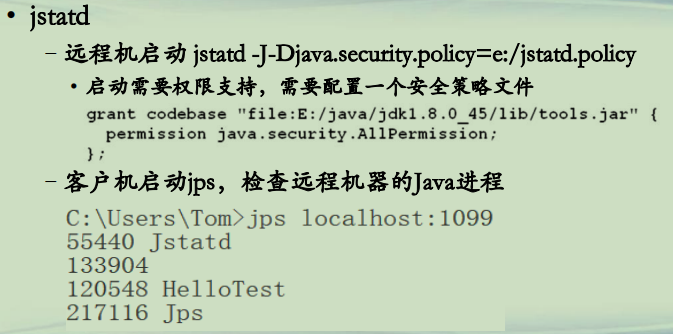 • jstatd
– 远程机启动 jstatd -J-Djava.security.policy=e:/jstatd.policy
• 启动需要权限支持，需要配置一个安全策略文件
grant codebase "file:E:/java/jdk1.8.0_45/lib/tools.jar" {
permission java.security.AllPermission;
};
– 客户机启动jps，检查远程机器的Java进程
C:\Users\Tom>jps localhost:1099
55440 Jstatd
133904
120548 HelloTest
217116 Jps